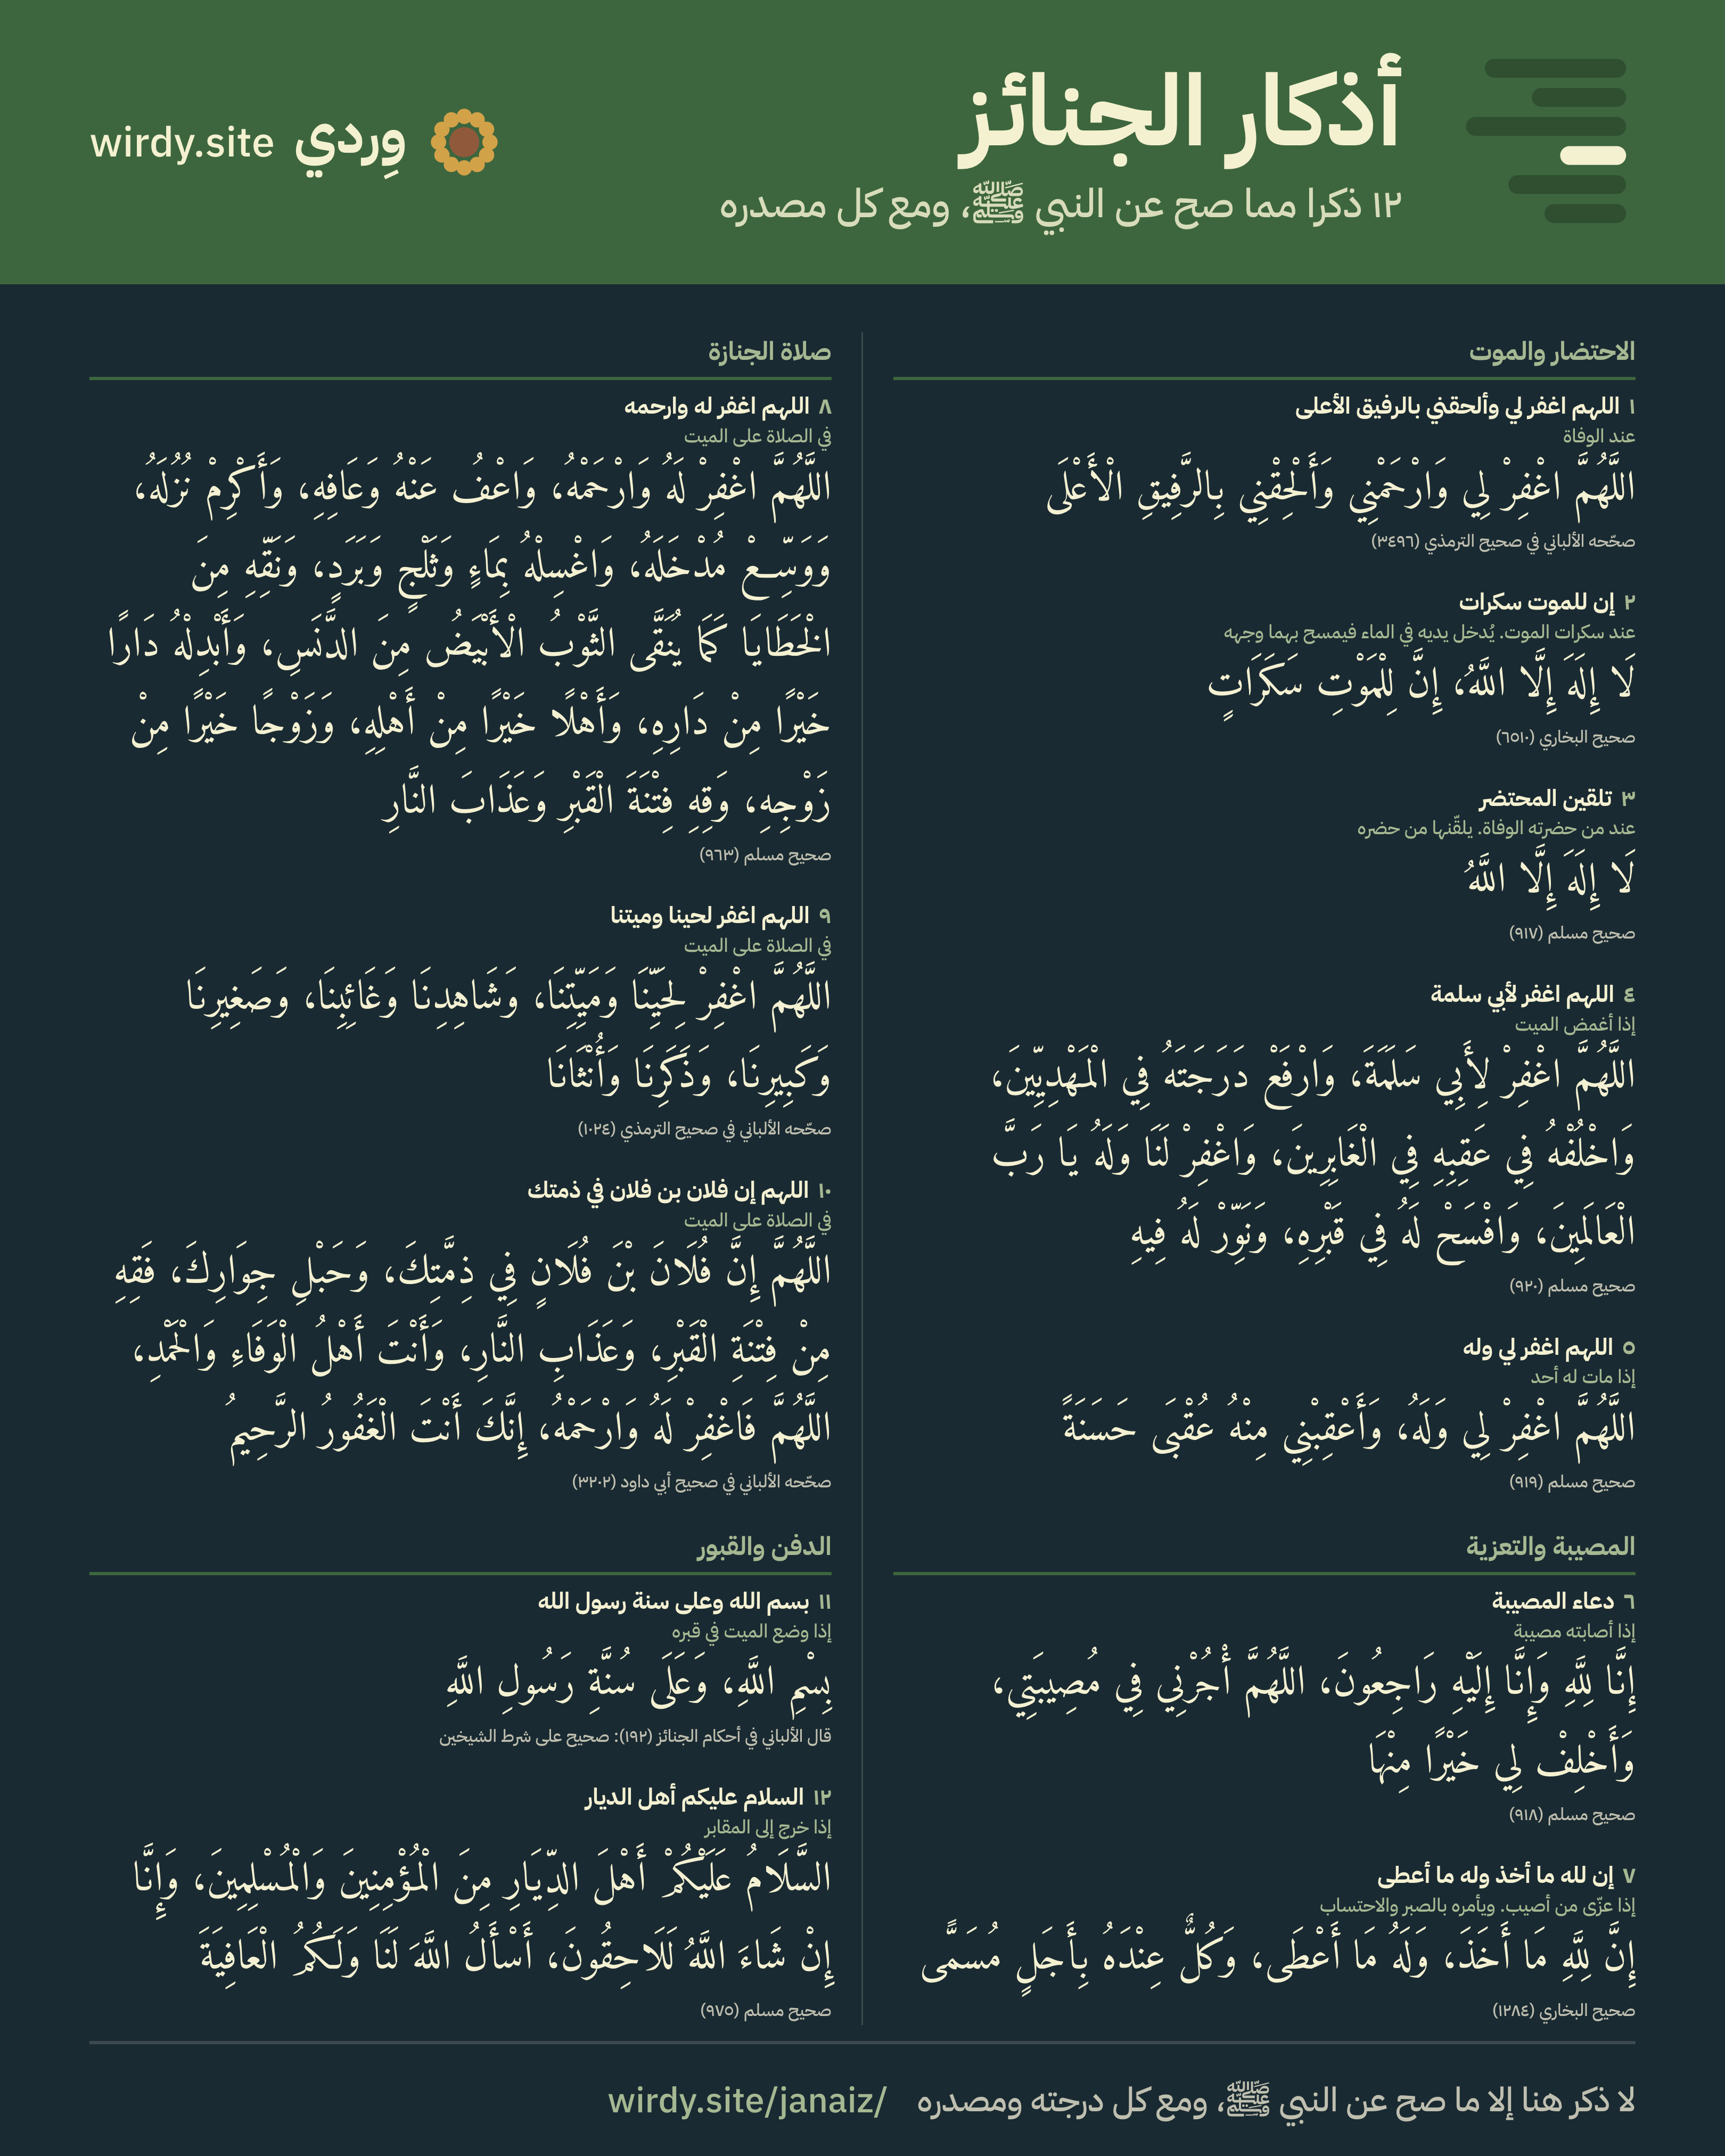 أذكار الجنائز
١٢ ذكرا مما صح عن النبي ﷺ، ومع كل مصدره
وِردي wirdy.site
الاحتضار والموت
١ اللهم اغفر لي وألحقني بالرفيق الأعلى
عند الوفاة
اللَّهُمَّ اغْفِرْ لِي وَارْحَمْنِي وَأَلْحِقْنِي بِالرَّفِيقِ الْأَعْلَى
صحّحه الألباني في صحيح الترمذي (٣٤٩٦)
٢ إن للموت سكرات
عند سكرات الموت. يُدخل يديه في الماء فيمسح بهما وجهه
لَا إِلَهَ إِلَّا اللَّهُ، إِنَّ لِلْمَوْتِ سَكَرَاتٍ
صحيح البخاري (٦٥١٠)
٣ تلقين المحتضر
عند من حضرته الوفاة. يلقّنها من حضره
لَا إِلَهَ إِلَّا اللَّهُ
صحيح مسلم (٩١٧)
٤ اللهم اغفر لأبي سلمة
إذا أغمض الميت
اللَّهُمَّ اغْفِرْ لِأَبِي سَلَمَةَ، وَارْفَعْ دَرَجَتَهُ فِي الْمَهْدِيِّينَ،
وَاخْلُفْهُ فِي عَقِبِهِ فِي الْغَابِرِينَ، وَاغْفِرْ لَنَا وَلَهُ يَا رَبَّ
الْعَالَمِينَ، وَافْسَحْ لَهُ فِي قَبْرِهِ، وَنَوِّرْ لَهُ فِيهِ
صحيح مسلم (٩٢٠)
٥ اللهم اغفر لي وله
إذا مات له أحد
اللَّهُمَّ اغْفِرْ لِي وَلَهُ، وَأَعْقِبْنِي مِنْهُ عُقْبَى حَسَنَةً
صحيح مسلم (٩١٩)
المصيبة والتعزية
٦ دعاء المصيبة
إذا أصابته مصيبة
إِنَّا لِلَّهِ وَإِنَّا إِلَيْهِ رَاجِعُونَ، اللَّهُمَّ أْجُرْنِي فِي مُصِيبَتِي،
وَأَخْلِفْ لِي خَيْرًا مِنْهَا
صحيح مسلم (٩١٨)
٧ إن لله ما أخذ وله ما أعطى
إذا عزّى من أصيب. ويأمره بالصبر والاحتساب
إِنَّ لِلَّهِ مَا أَخَذَ، وَلَهُ مَا أَعْطَى، وَكُلٌّ عِنْدَهُ بِأَجَلٍ مُسَمًّى
صحيح البخاري (١٢٨٤)
صلاة الجنازة
٨ اللهم اغفر له وارحمه
في الصلاة على الميت
اللَّهُمَّ اغْفِرْ لَهُ وَارْحَمْهُ، وَاعْفُ عَنْهُ وَعَافِهِ، وَأَكْرِمْ نُزُلَهُ،
وَوَسِّعْ مُدْخَلَهُ، وَاغْسِلْهُ بِمَاءٍ وَثَلْجٍ وَبَرَدٍ، وَنَقِّهِ مِنَ
الْخَطَايَا كَمَا يُنَقَّى الثَّوْبُ الْأَبْيَضُ مِنَ الدَّنَسِ، وَأَبْدِلْهُ دَارًا
خَيْرًا مِنْ دَارِهِ، وَأَهْلًا خَيْرًا مِنْ أَهْلِهِ، وَزَوْجًا خَيْرًا مِنْ
زَوْجِهِ، وَقِهِ فِتْنَةَ الْقَبْرِ وَعَذَابَ النَّارِ
صحيح مسلم (٩٦٣)
٩ اللهم اغفر لحينا وميتنا
في الصلاة على الميت
اللَّهُمَّ اغْفِرْ لِحَيِّنَا وَمَيِّتِنَا، وَشَاهِدِنَا وَغَائِبِنَا، وَصَغِيرِنَا
وَكَبِيرِنَا، وَذَكَرِنَا وَأُنْثَانَا
صحّحه الألباني في صحيح الترمذي (١٠٢٤)
١٠ اللهم إن فلان بن فلان في ذمتك
في الصلاة على الميت
اللَّهُمَّ إِنَّ فُلَانَ بْنَ فُلَانٍ فِي ذِمَّتِكَ، وَحَبْلِ جِوَارِكَ، فَقِهِ
مِنْ فِتْنَةِ الْقَبْرِ، وَعَذَابِ النَّارِ، وَأَنْتَ أَهْلُ الْوَفَاءِ وَالْحَمْدِ،
اللَّهُمَّ فَاغْفِرْ لَهُ وَارْحَمْهُ، إِنَّكَ أَنْتَ الْغَفُورُ الرَّحِيمُ
صحّحه الألباني في صحيح أبي داود (٣٢٠٢)
الدفن والقبور
١١ بسم الله وعلى سنة رسول الله
إذا وضع الميت في قبره
بِسْمِ اللَّهِ، وَعَلَى سُنَّةِ رَسُولِ اللَّهِ
قال الألباني في أحكام الجنائز (١٩٢): صحيح على شرط الشيخين
١٢ السلام عليكم أهل الديار
إذا خرج إلى المقابر
السَّلَامُ عَلَيْكُمْ أَهْلَ الدِّيَارِ مِنَ الْمُؤْمِنِينَ وَالْمُسْلِمِينَ، وَإِنَّا
إِنْ شَاءَ اللَّهُ لَلَاحِقُونَ، أَسْأَلُ اللَّهَ لَنَا وَلَكُمُ الْعَافِيَةَ
صحيح مسلم (٩٧٥)
لا ذكر هنا إلا ما صح عن النبي ﷺ، ومع كل درجته ومصدره wirdy.site/janaiz/